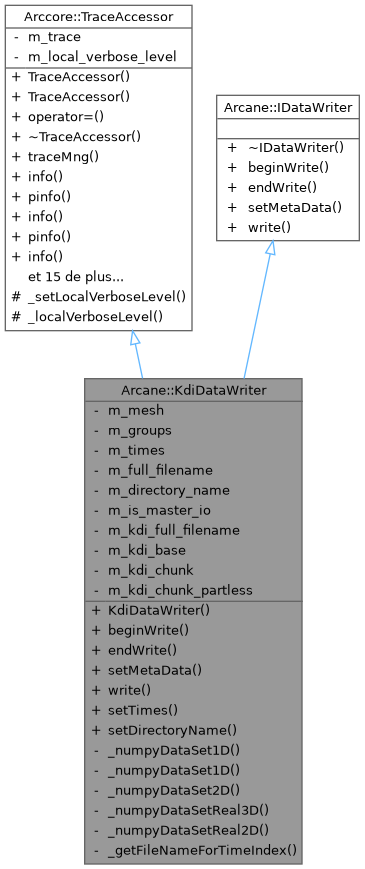 Arccore::TraceAccessor
- m_trace
- m_local_verbose_level
+ TraceAccessor()
+ TraceAccessor()
+ operator=()
+ ~TraceAccessor()
+ traceMng()
+ info()
+ pinfo()
+ info()
+ pinfo()
+ info()
et 15 de plus...
# _setLocalVerboseLevel()
# _localVerboseLevel()
Arcane::IDataWriter
+ ~IDataWriter()
+ beginWrite()
+ endWrite()
+ setMetaData()
+ write()
Arcane::KdiDataWriter
- m_mesh
- m_groups
- m_times
- m_full_filename
- m_directory_name
- m_is_master_io
- m_kdi_full_filename
- m_kdi_base
- m_kdi_chunk
- m_kdi_chunk_partless
+ KdiDataWriter()
+ beginWrite()
+ endWrite()
+ setMetaData()
+ write()
+ setTimes()
+ setDirectoryName()
- _numpyDataSet1D()
- _numpyDataSet1D()
- _numpyDataSet2D()
- _numpyDataSetReal3D()
- _numpyDataSetReal2D()
- _getFileNameForTimeIndex()